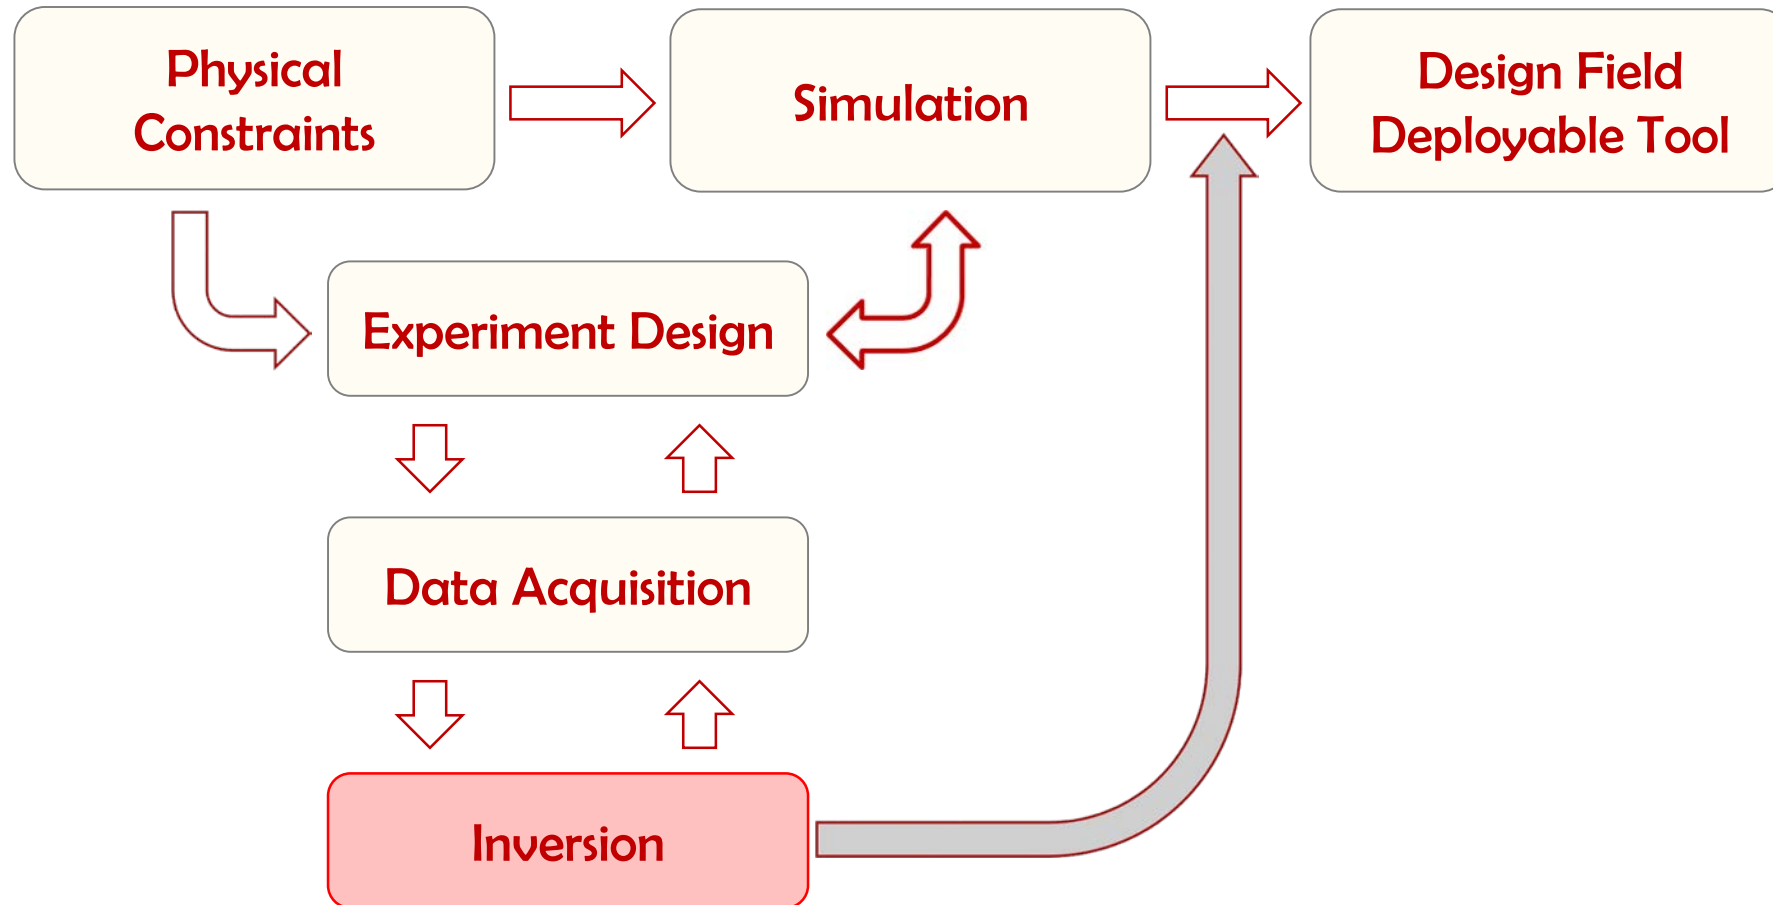 Physical
Constraints
Simulation
Design Field
Deployable Tool
Experiment Design
Data Acquisition
Inversion